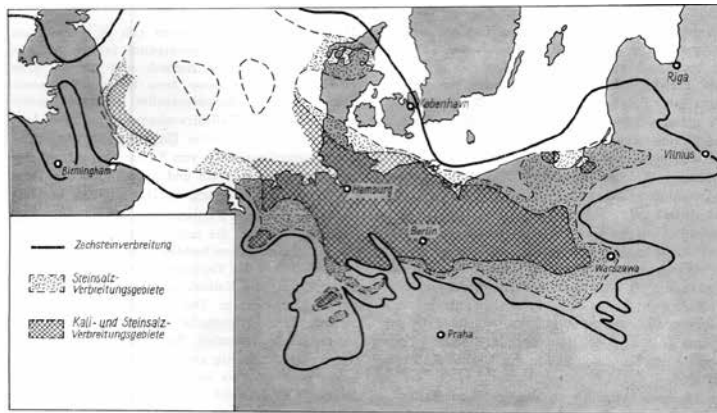 Riga
København
Vilnius
Birmingham
Hamburg
Berlin
Warszawa
Praha
Zechsteinverbreitung
Steinsalz-
Verbreitungsgebiete
Kali- und Steinsalz-
Verbreitungsgebiete